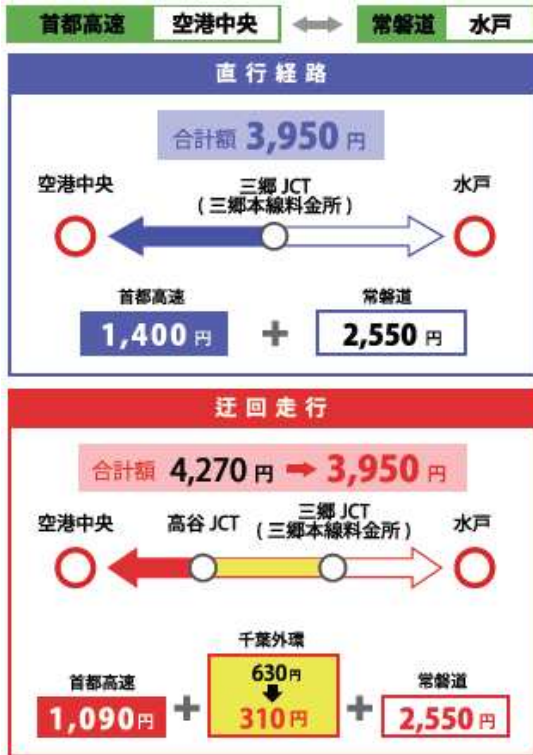 首都高速 空港中央 常磐道 水戸
直行経路
合計額 3,950 円
空港中央 三郷 JCT 水戸
( 三郷本線料金所 )
首都高速 常磐道
1,400 円 + 2,550 円
迂回走行
合計額 4,270 円 ➡ 3,950 円
空港中央 高谷 JCT 三郷 JCT 水戸
( 三郷本線料金所 )
千葉外環
630円
首都高速 常磐道
1,090円 + 310円 + 2,550 円